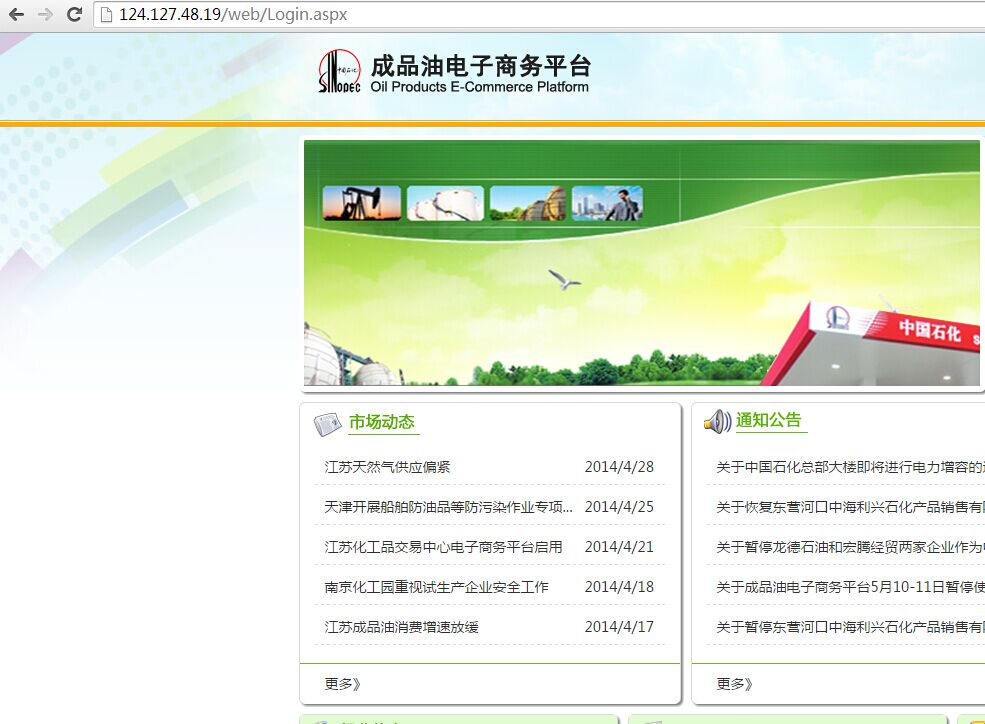 124.127.48.19/web/Login.aspx
SINOPEC
中国石化
成品油电子商务平台
Oil Products E-Commerce Platform
中国石化 S
市场动态
江苏天然气供应偏紧 2014/4/28
天津开展船舶防油品等防污染作业专项... 2014/4/25
江苏化工品交易中心电子商务平台启用 2014/4/21
南京化工园重视试生产企业安全工作 2014/4/18
江苏成品油消费增速放缓 2014/4/17
更多》
通知公告
关于中国石化总部大楼即将进行电力增容的
关于恢复东营河口中海利兴石化产品销售有
关于暂停龙德石油和宏腾经贸两家企业作为
关于成品油电子商务平台5月10-11日暂停使
关于暂停东营河口中海利兴石化产品销售有
更多》